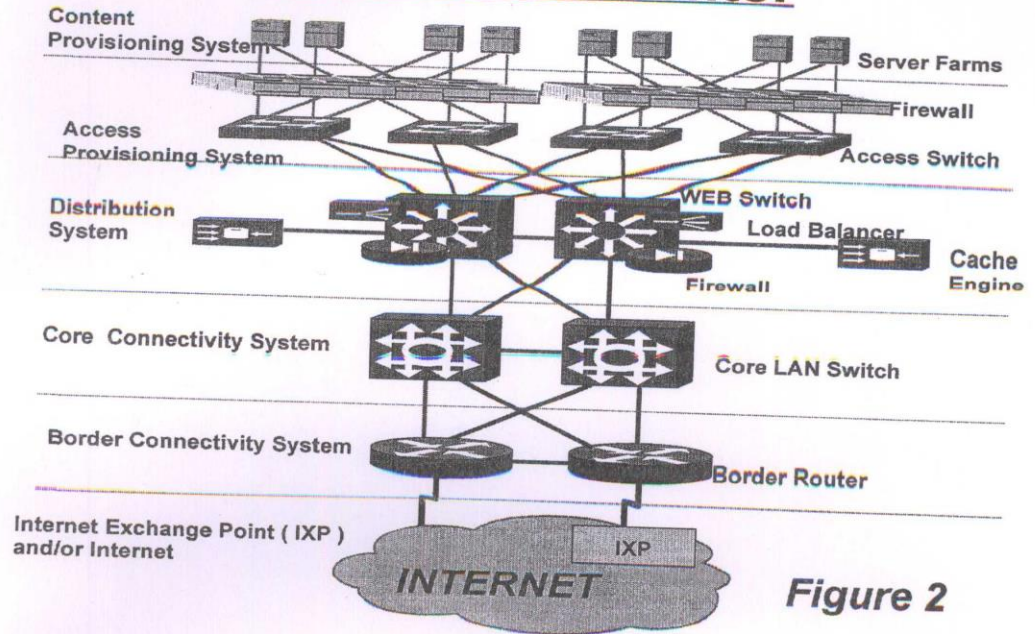 Content
Provisioning System
Server Farms
Firewall
Access
Provisioning System
Access Switch
WEB Switch
Distribution
System
Load Balancer
Cache
Engine
Firewall
Core Connectivity System
Core LAN Switch
Border Connectivity System
Border Router
Internet Exchange Point ( IXP )
and/or Internet
IXP
INTERNET
Figure 2